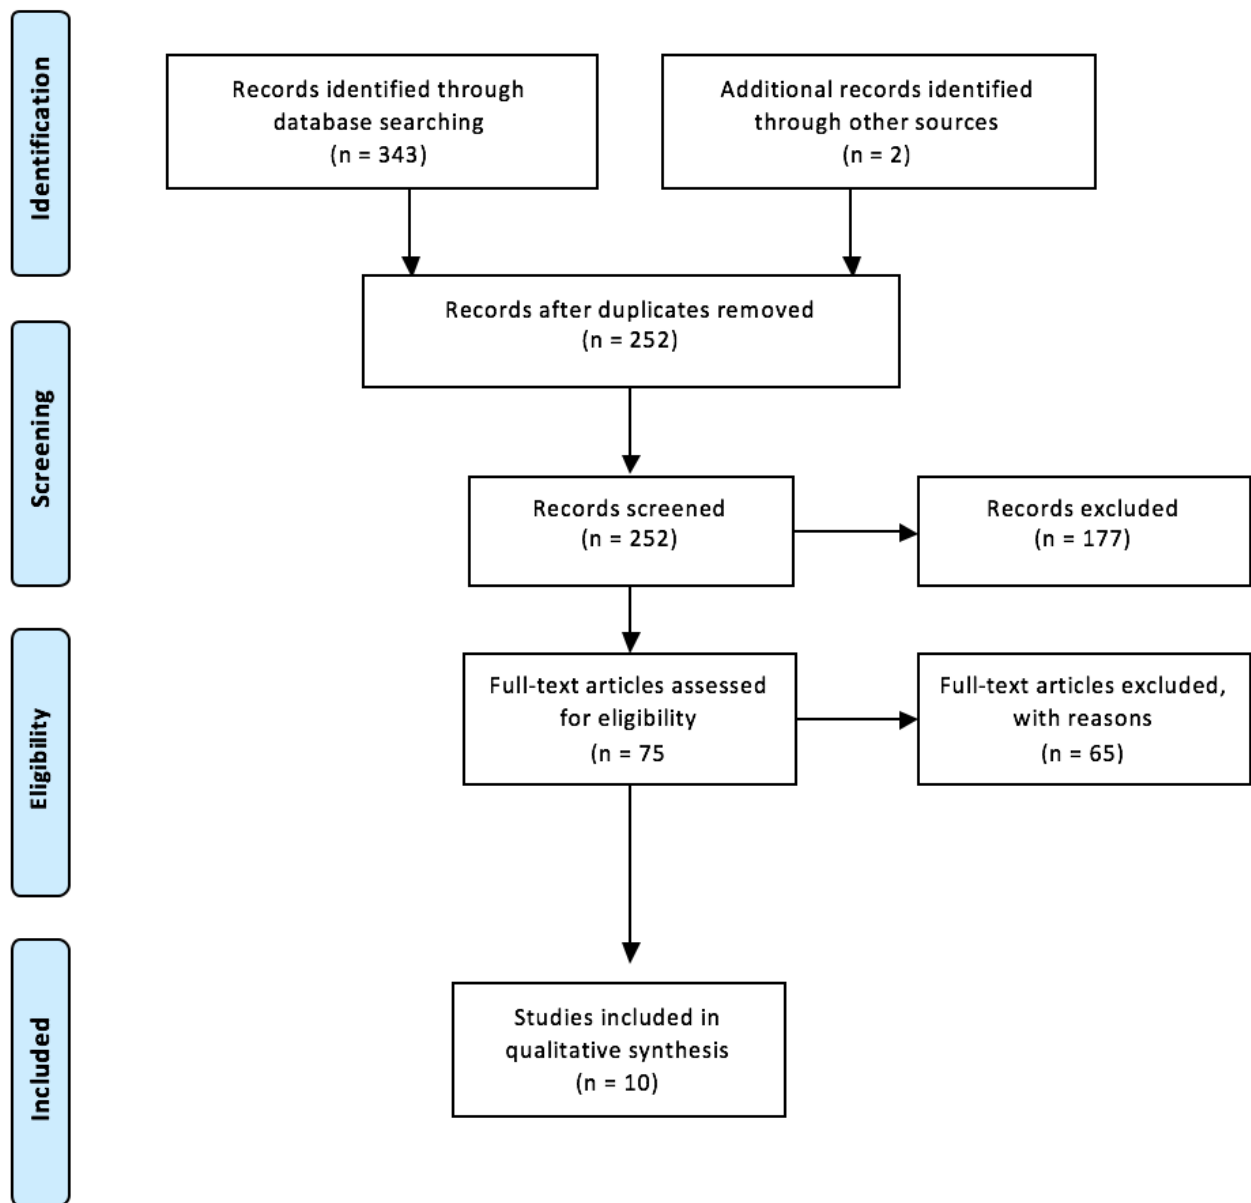 Identification
Records identified through
database searching
(n = 343)
Additional records identified
through other sources
(n = 2)
Records after duplicates removed
(n = 252)
Screening
Records screened
(n = 252)
Records excluded
(n = 177)
Eligibility
Full-text articles assessed
for eligibility
(n = 75
Full-text articles excluded,
with reasons
(n = 65)
Included
Studies included in
qualitative synthesis
(n = 10)